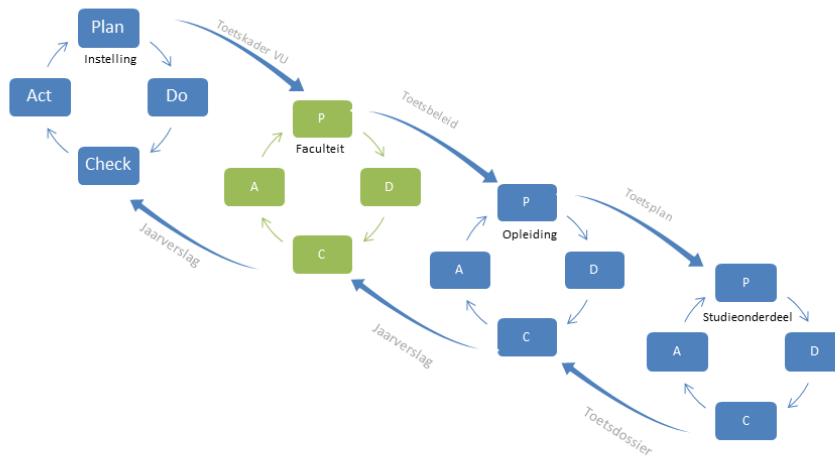 Plan
Instelling
Act
Do
Check
Toetskader VU
P
Faculteit
A
D
C
Jaarverslag
Toetsbeleid
P
Opleiding
A
D
C
Jaarverslag
Toetsplan
P
Studieonderdeel
A
D
C
Toetsdossier